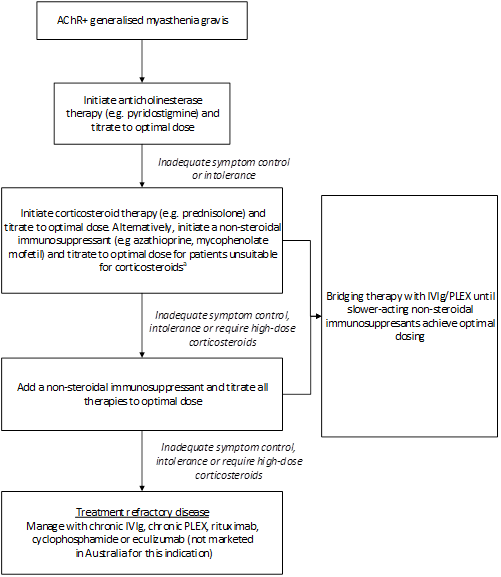 AChR+ generalised myasthenia gravis
Initiate anticholinesterase
therapy (e.g. pyridostigmine) and
titrate to optimal dose
Inadequate symptom control
or intolerance
Initiate corticosteroid therapy (e.g. prednisolone) and
titrate to optimal dose. Alternatively, initiate a non-steroidal
immunosuppressant (e.g azathioprine, mycophenolate
mofetil) and titrate to optimal dose for patients unsuitable
for corticosteroidsª
Bridging therapy with IVIg/PLEX until
slower-acting non-steroidal
immunosuppresants achieve optimal
dosing
Inadequate symptom control,
intolerance or require high-dose
corticosteroids
Add a non-steroidal immunosuppressant and titrate all
therapies to optimal dose
Inadequate symptom control,
intolerance or require high-dose
corticosteroids
Treatment refractory disease
Manage with chronic IVIg, chronic PLEX, rituximab,
cyclophosphamide or eculizumab (not marketed
in Australia for this indication)